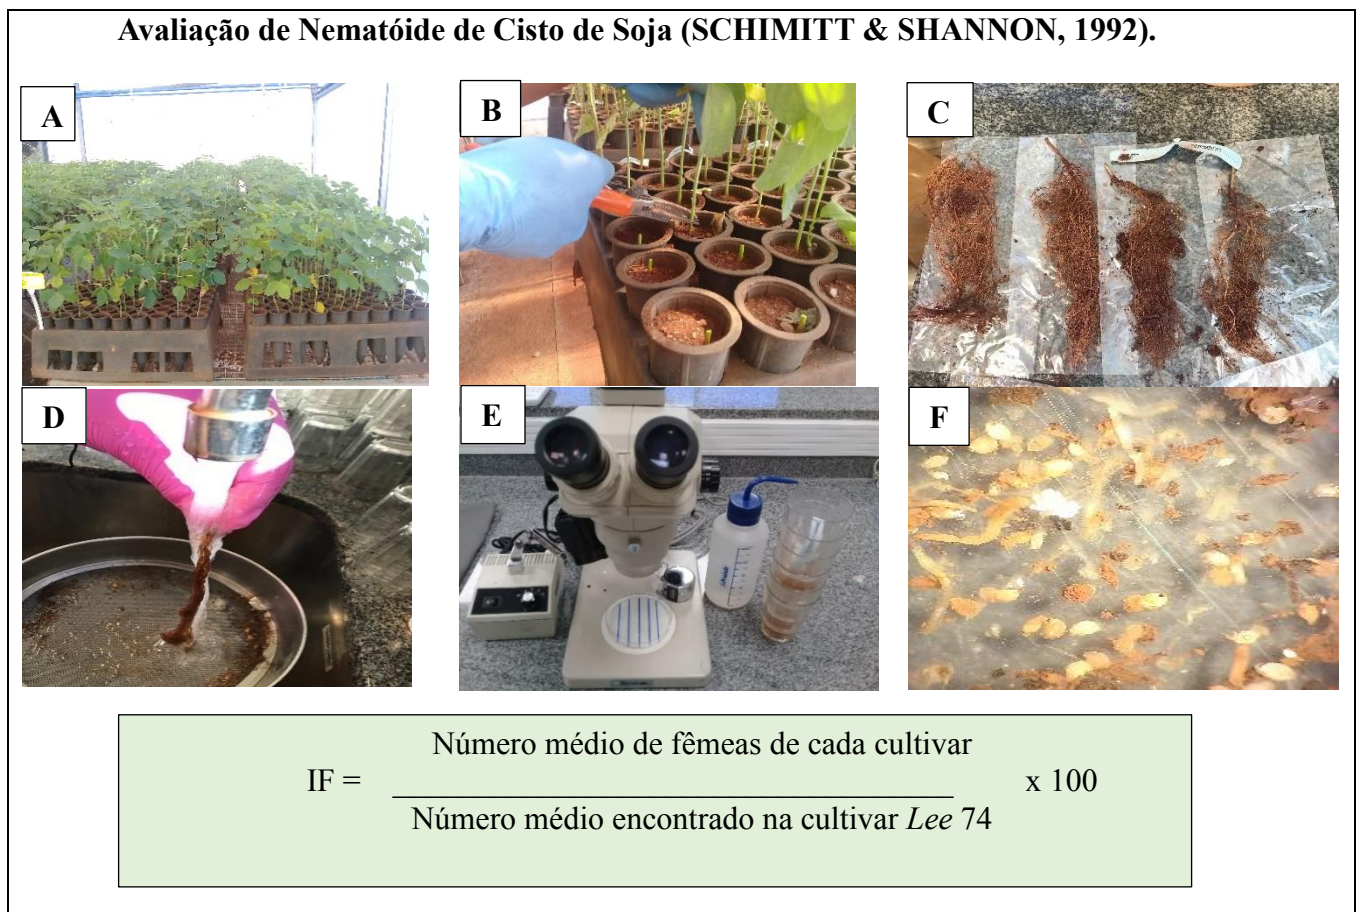 Avaliação de Nematóide de Cisto de Soja (SCHIMITT & SHANNON, 1992).
A
B
C
D
E
F
Número médio de fêmeas de cada cultivar
IF = ___________________________________ x 100
Número médio encontrado na cultivar Lee 74